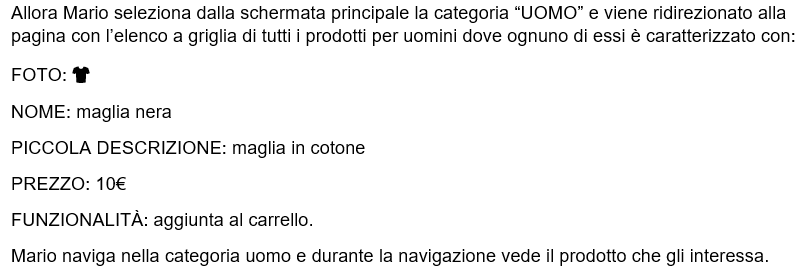 Allora Mario seleziona dalla schermata principale la categoria “UOMO” e viene ridirezionato alla
pagina con l’elenco a griglia di tutti i prodotti per uomini dove ognuno di essi è caratterizzato con:
FOTO:
NOME: maglia nera
PICCOLA DESCRIZIONE: maglia in cotone
PREZZO: 10€
FUNZIONALITÀ: aggiunta al carrello.
Mario naviga nella categoria uomo e durante la navigazione vede il prodotto che gli interessa.